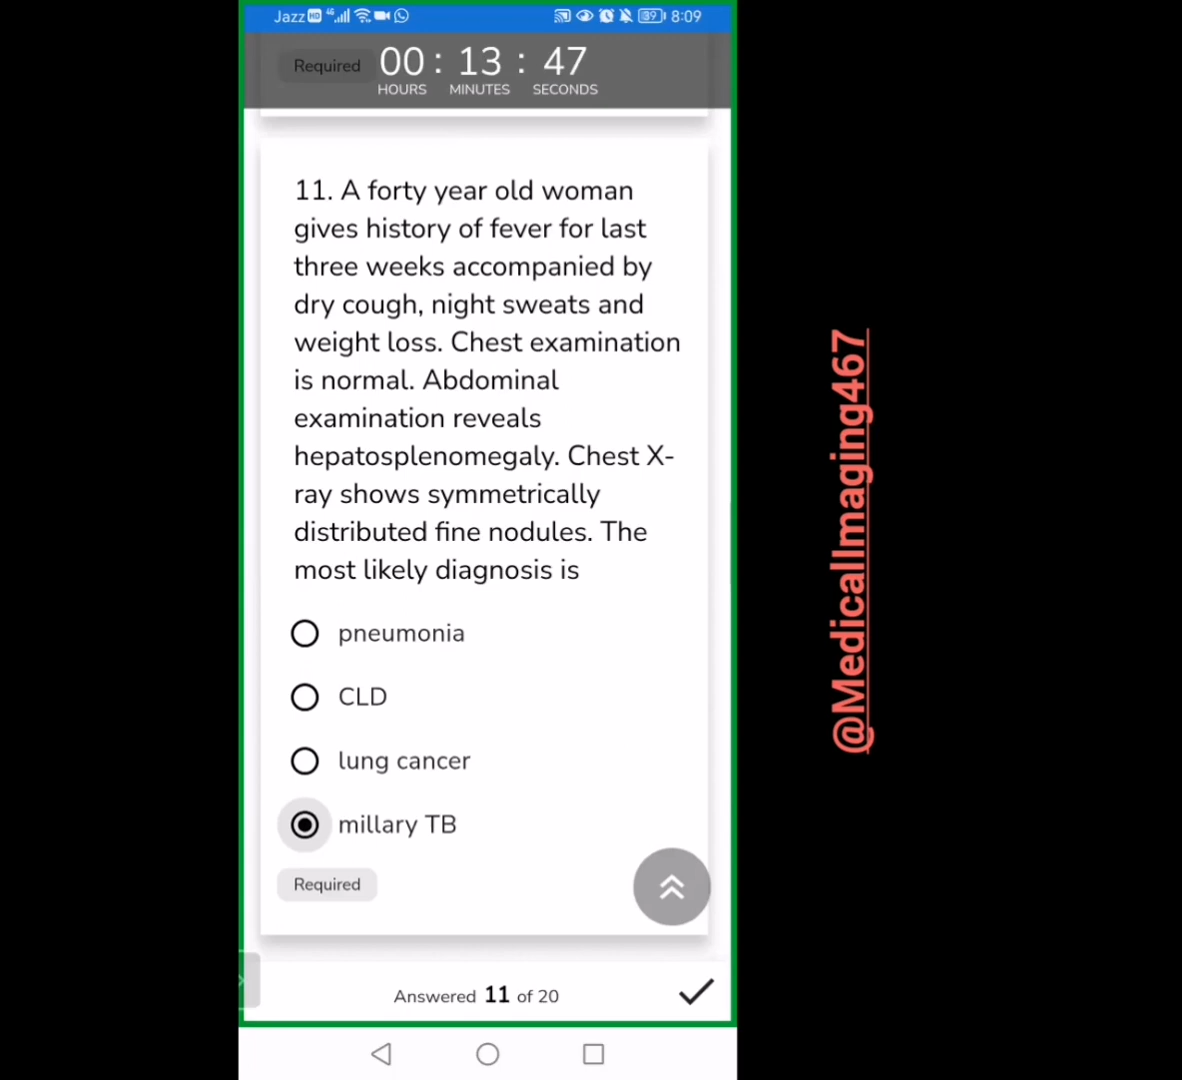 Jazz HD 4G 39 8:09
Required 00 : 13 : 47
HOURS MINUTES SECONDS
11. A forty year old woman
gives history of fever for last
three weeks accompanied by
dry cough, night sweats and
weight loss. Chest examination
is normal. Abdominal
examination reveals
hepatosplenomegaly. Chest X-
ray shows symmetrically
distributed fine nodules. The
most likely diagnosis is
pneumonia
CLD
lung cancer
millary TB
Required
Answered 11 of 20
@MedicalImaging467